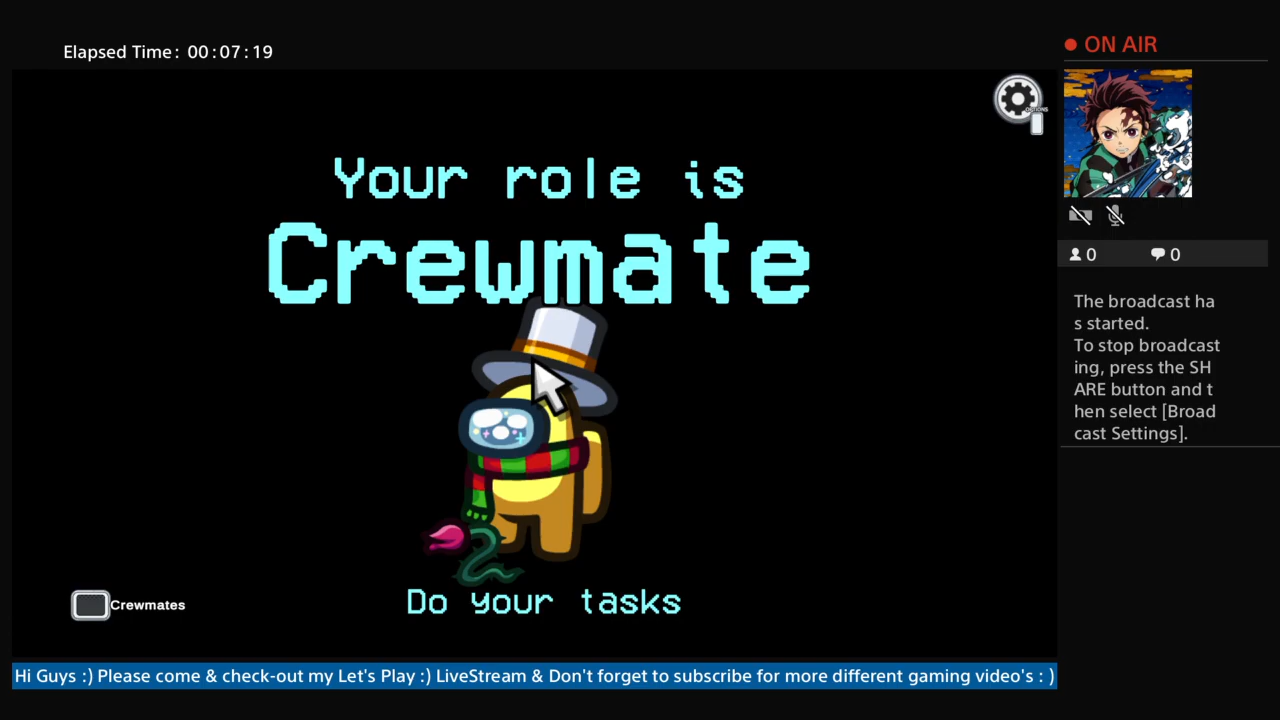 Elapsed Time: 00:07:19
ON AIR
OPTIONS
Your role is
Crewmate
0
0
The broadcast ha
s started.
To stop broadcast
ing, press the SH
ARE button and t
hen select [Broad
cast Settings].
Crewmates
Do your tasks
Hi Guys :) Please come & check-out my Let's Play :) LiveStream & Don't forget to subscribe for more different gaming video's : )